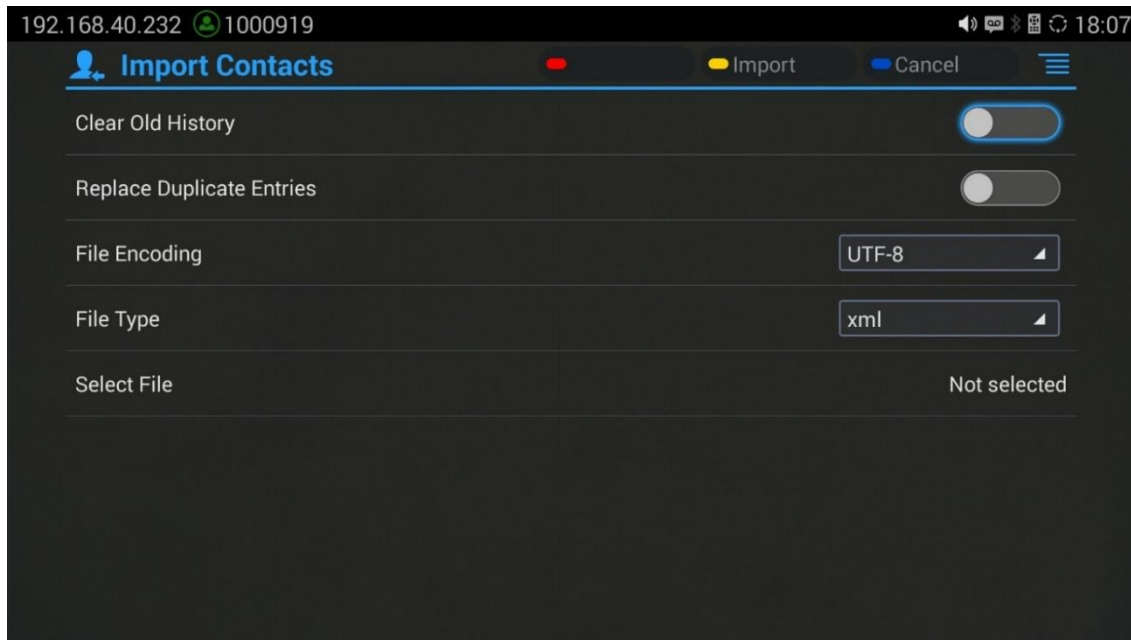 192.168.40.232 1000919 18:07
Import Contacts Import Cancel
Clear Old History
Replace Duplicate Entries
File Encoding UTF-8
File Type xml
Select File Not selected